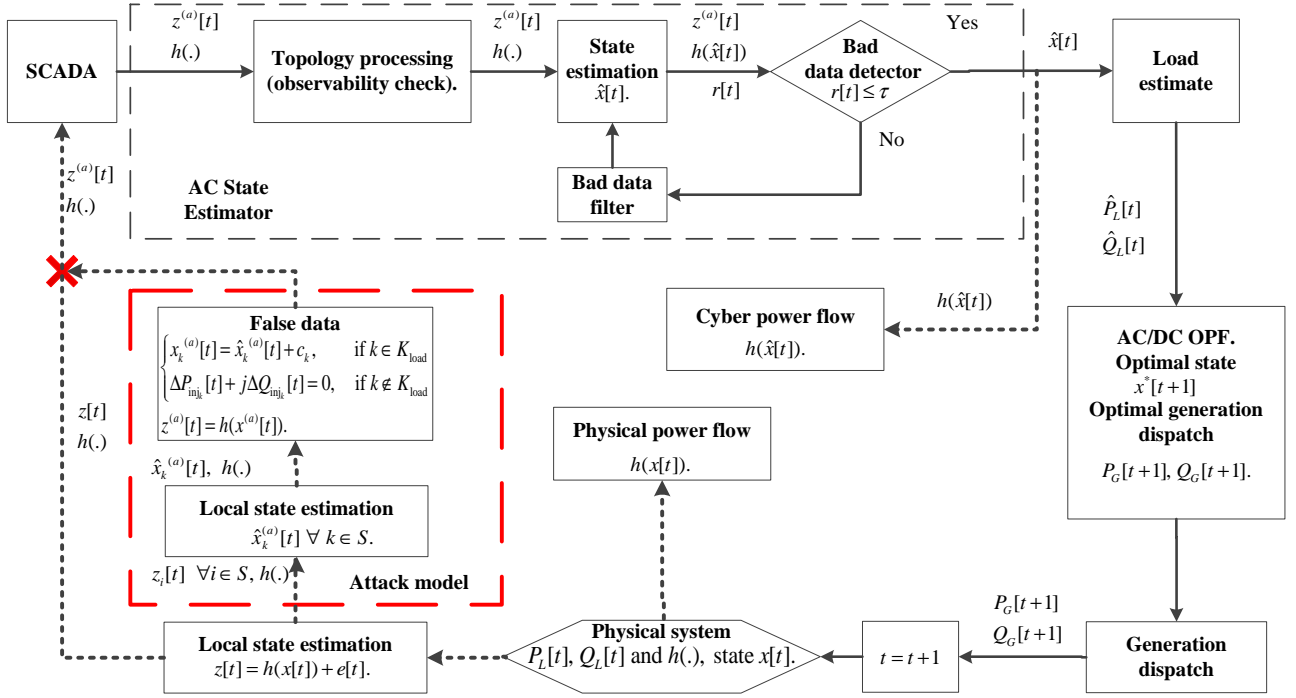 SCADA
z^(a)[t]
h(.)
Topology processing
(observability check).
z^(a)[t]
h(.)
State
estimation
x̂[t].
z^(a)[t]
h(x̂[t])
r[t]
Bad
data detector
r[t] ≤ τ
Yes
No
x̂[t]
Load
estimate
Bad data
filter
AC State
Estimator
z^(a)[t]
h(.)
P̂_L[t]
Q̂_L[t]
h(x̂[t])
Cyber power flow
h(x̂[t]).
AC/DC OPF.
Optimal state
x^*[t+1]
Optimal generation
dispatch
P_G[t+1], Q_G[t+1].
False data
{ x_k^(a)[t] = x̂_k^(a)[t] + c_k, if k ∈ K_load
ΔP_inj_k[t] + jΔQ_inj_k[t] = 0, if k ∉ K_load
z^(a)[t] = h(x^(a)[t]).
z[t]
h(.)
Physical power flow
h(x[t]).
x̂_k^(a)[t], h(.)
Local state estimation
x̂_k^(a)[t] ∀ k ∈ S.
z_i[t] ∀i ∈ S, h(.)
Attack model
Local state estimation
z[t] = h(x[t]) + e[t].
Physical system
P_L[t], Q_L[t] and h(.), state x[t].
t = t+1
P_G[t+1]
Q_G[t+1]
Generation
dispatch